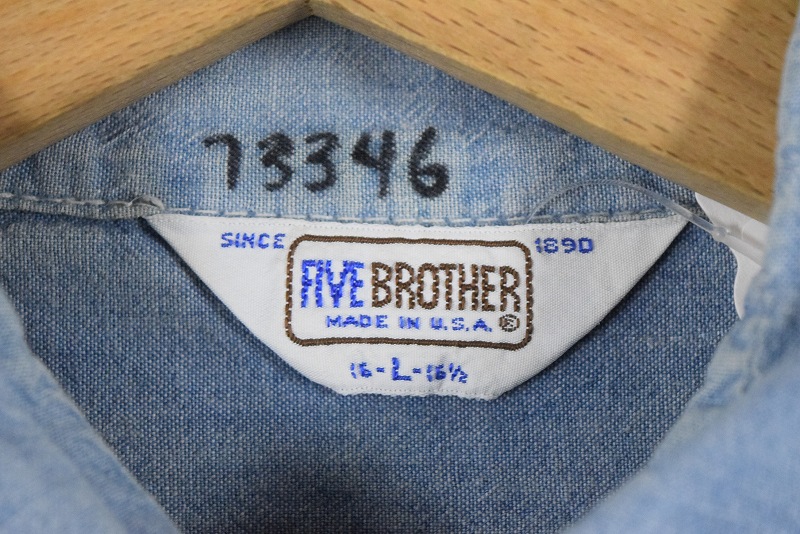 73346
SINCE 1890
FIVE BROTHER
MADE IN U.S.A. ®
16-L-16½